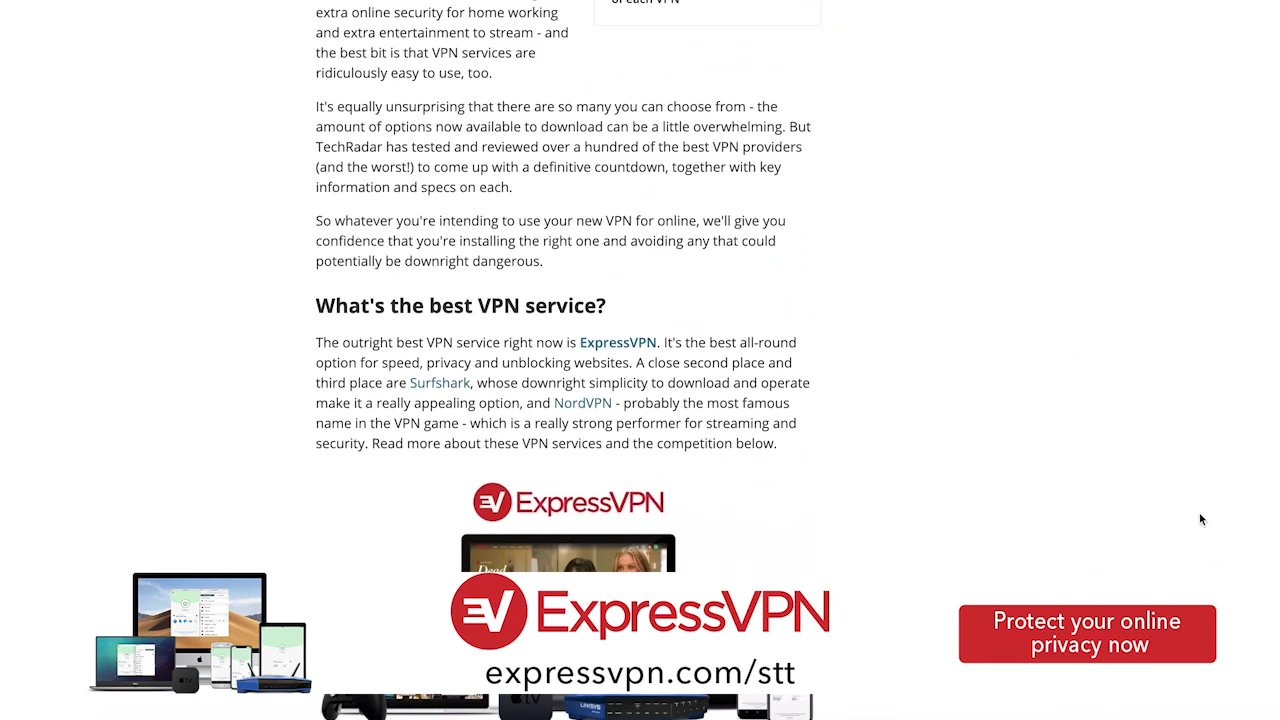 of each VPN
extra online security for home working
and extra entertainment to stream - and
the best bit is that VPN services are
ridiculously easy to use, too.
It's equally unsurprising that there are so many you can choose from - the
amount of options now available to download can be a little overwhelming. But
TechRadar has tested and reviewed over a hundred of the best VPN providers
(and the worst!) to come up with a definitive countdown, together with key
information and specs on each.
So whatever you're intending to use your new VPN for online, we'll give you
confidence that you're installing the right one and avoiding any that could
potentially be downright dangerous.
What's the best VPN service?
The outright best VPN service right now is ExpressVPN. It's the best all-round
option for speed, privacy and unblocking websites. A close second place and
third place are Surfshark, whose downright simplicity to download and operate
make it a really appealing option, and NordVPN - probably the most famous
name in the VPN game - which is a really strong performer for streaming and
security. Read more about these VPN services and the competition below.
ExpressVPN
Dead
ExpressVPN
expressvpn.com/stt
Protect your online
privacy now
tv
tv
LINKSYS